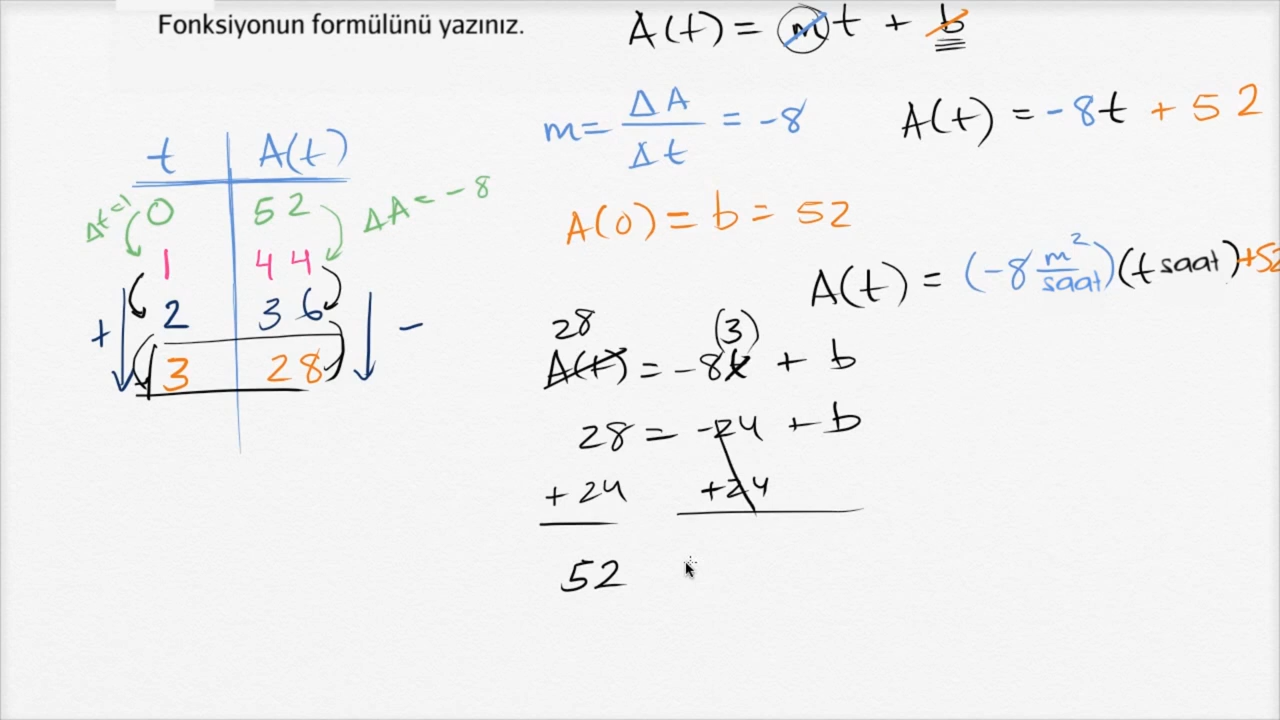 Fonksiyonun formülünü yazınız.
A(t) = mt + b
m = ΔA/Δt = -8
A(t) = -8t + 52
t A(t)
Δt=1 0 52 ΔA = -8
1 44
+ 2 36 -
3 28
A(0) = b = 52
A(t) = (-8 m²/saat)(t saat)+52
28 (3)
A(t) = -8t + b
28 = -24 + b
+24 +24
52